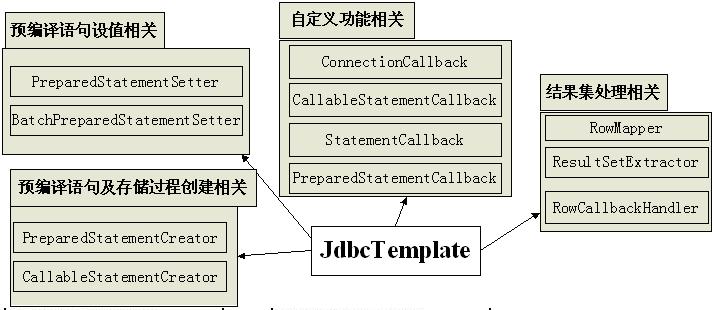 预编译语句设值相关
PreparedStatementSetter
BatchPreparedStatementSetter
自定义功能相关
ConnectionCallback
CallableStatementCallback
StatementCallback
PreparedStatementCallback
结果集处理相关
RowMapper
ResultSetExtractor
RowCallbackHandler
预编译语句及存储过程创建相关
PreparedStatementCreator
CallableStatementCreator
JdbcTemplate